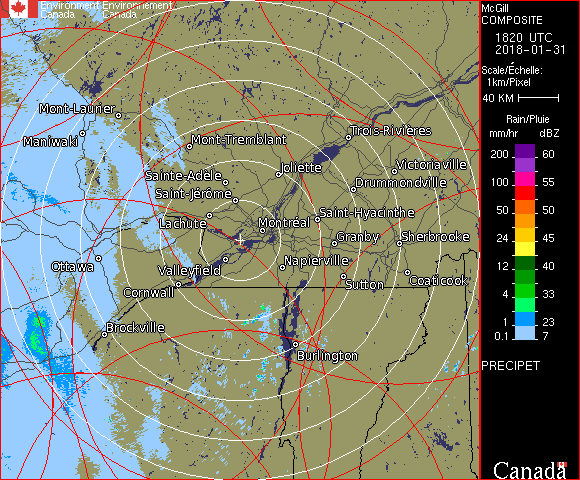 Environment Environnement
Canada Canada
McGill
COMPOSITE
1820 UTC
2018-01-31
Scale/Échelle:
1km/Pixel
40 KM
Rain/Pluie
mm/hr dBZ
200 60
150 57
100 55
50 50
24 45
12 40
4 33
1 23
0.1 7
PRECIPET
Canada
Mont-Laurier
Maniwaki
Mont-Tremblant
Trois-Rivières
Sainte-Adèle
Joliette
Victoriaville
Saint-Jérôme
Drummondville
Lachute
Montréal
Saint-Hyacinthe
Granby
Sherbrooke
Ottawa
Valleyfield
Napierville
Cornwall
Sutton
Coaticook
Brockville
Burlington